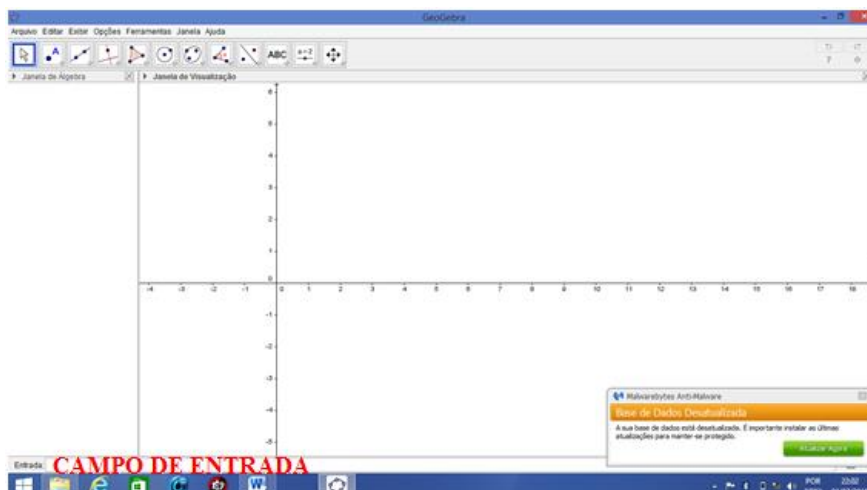 GeoGebra
Arquivo Editar Exibir Opções Ferramentas Janela Ajuda
A ABC a=2
Janela de Álgebra
Janela de Visualização
6
5
4
3
2
1
0
-4 -3 -2 -1 0 1 2 3 4 5 6 7 8 9 10 11 12 13 14 15 16 17 18
-1
-2
-3
-4
-5
Malwarebytes Anti-Malware
Base de Dados Desatualizada
A sua base de dados está desatualizada. É importante instalar as últimas
atualizações para manter-se protegido.
Atualizar Agora
Entrada: CAMPO DE ENTRADA
POR 22:02